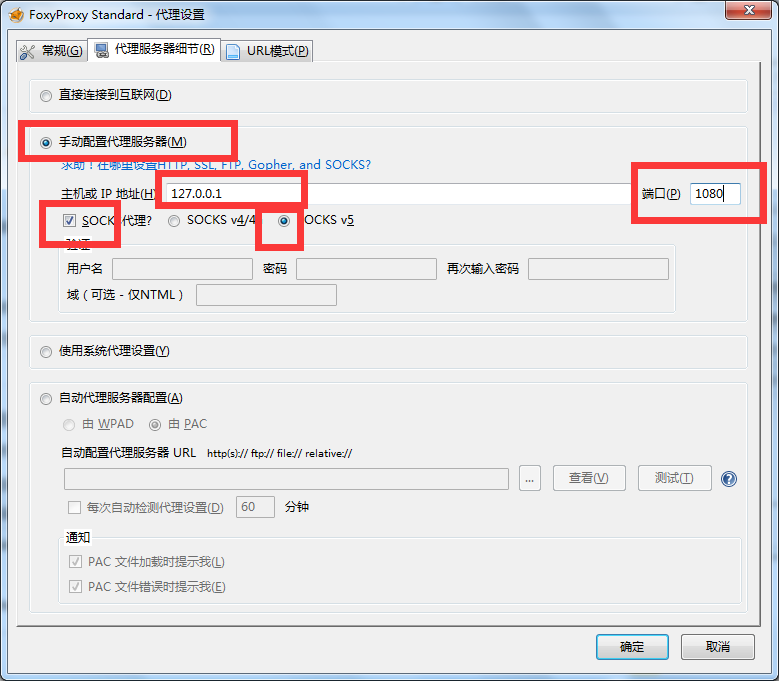 FoxyProxy Standard - 代理设置
常规(G) 代理服务器细节(R) URL模式(P)
直接连接到互联网(D)
手动配置代理服务器(M)
求助！在哪里设置HTTP, SSL, FTP, Gopher, and SOCKS?
主机或 IP 地址(H) 127.0.0.1 端口(P) 1080
SOCK 代理? SOCKS v4/4 OCKS v5
验证
用户名 密码 再次输入密码
域（可选 - 仅NTML）
使用系统代理设置(Y)
自动代理服务器配置(A)
由 WPAD 由 PAC
自动配置代理服务器 URL http(s):// ftp:// file:// relative://
... 查看(V) 测试(T) ?
每次自动检测代理设置(D) 60 分钟
通知
PAC 文件加载时提示我(L)
PAC 文件错误时提示我(E)
确定 取消